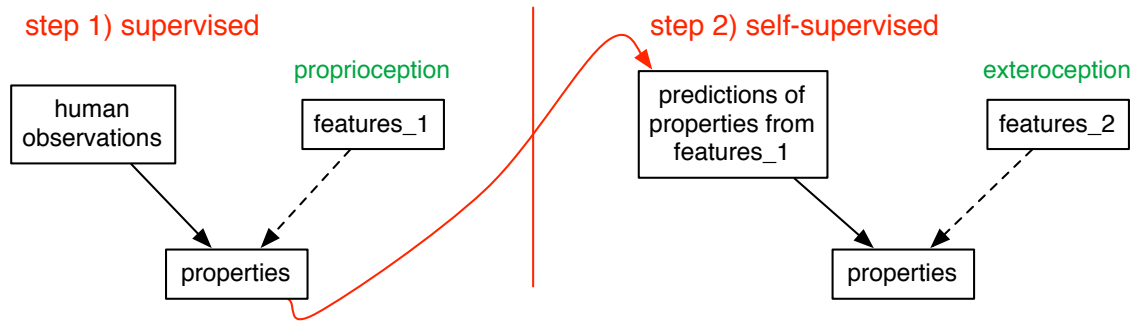 step 1) supervised
proprioception
human
observations
features_1
properties
step 2) self-supervised
exteroception
predictions of
properties from
features_1
features_2
properties